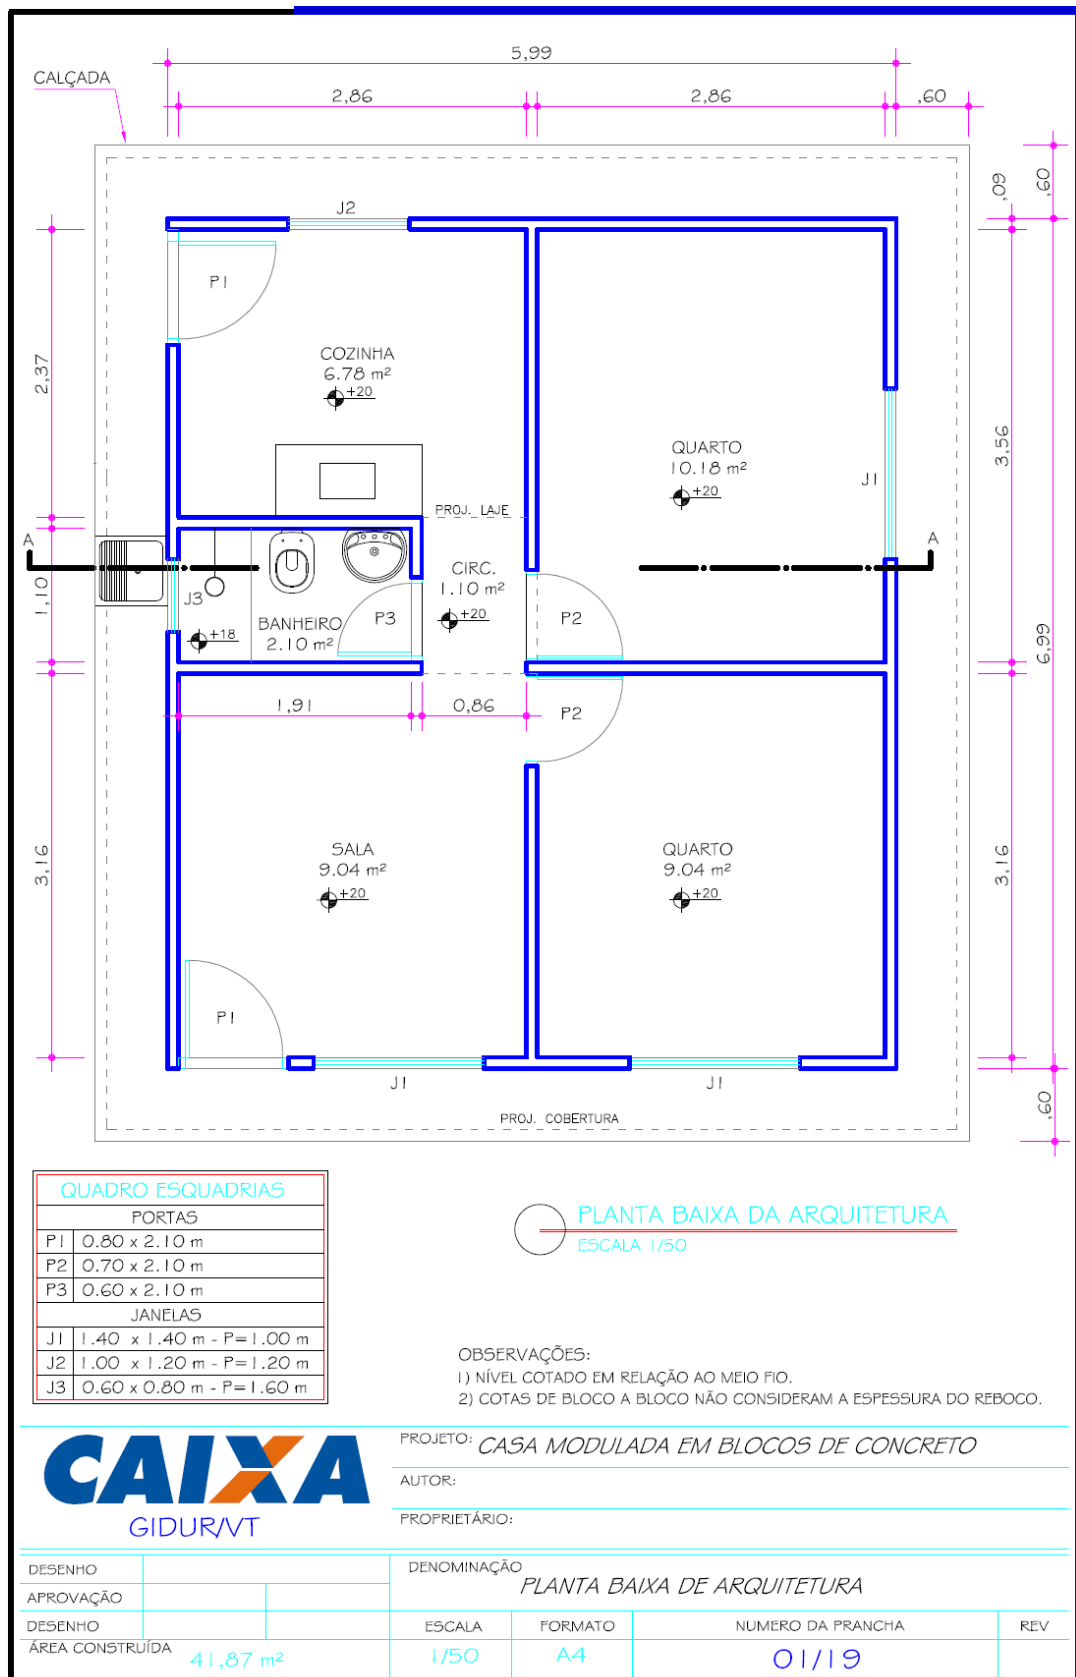 5,99
CALÇADA
2,86
2,86
,60
,60
,60
J2
P1
COZINHA
6.78 m²
+20
2,37
QUARTO
10.18 m²
+20
J1
3,56
PROJ. LAJE
A
A
CIRC.
1.10 m²
+20
1,10
J3
+18
BANHEIRO
2.10 m²
P3
P2
6,99
1,91
0,86
P2
SALA
9.04 m²
+20
QUARTO
9.04 m²
+20
3,16
3,16
P1
J1
J1
,60
PROJ. COBERTURA
QUADRO ESQUADRIAS
PORTAS
P1 0.80 x 2.10 m
P2 0.70 x 2.10 m
P3 0.60 x 2.10 m
JANELAS
J1 1.40 x 1.40 m - P=1.00 m
J2 1.00 x 1.20 m - P=1.20 m
J3 0.60 x 0.80 m - P=1.60 m
PLANTA BAIXA DA ARQUITETURA
ESCALA 1/50
OBSERVAÇÕES:
1) NÍVEL COTADO EM RELAÇÃO AO MEIO FIO.
2) COTAS DE BLOCO A BLOCO NÃO CONSIDERAM A ESPESSURA DO REBOCO.
CAIXA
GIDUR/VT
PROJETO: CASA MODULADA EM BLOCOS DE CONCRETO
AUTOR:
PROPRIETÁRIO:
DESENHO
APROVAÇÃO
DESENHO
ÁREA CONSTRUÍDA 41,87 m²
DENOMINAÇÃO
PLANTA BAIXA DE ARQUITETURA
ESCALA FORMATO NUMERO DA PRANCHA REV
1/50 A4 01/19